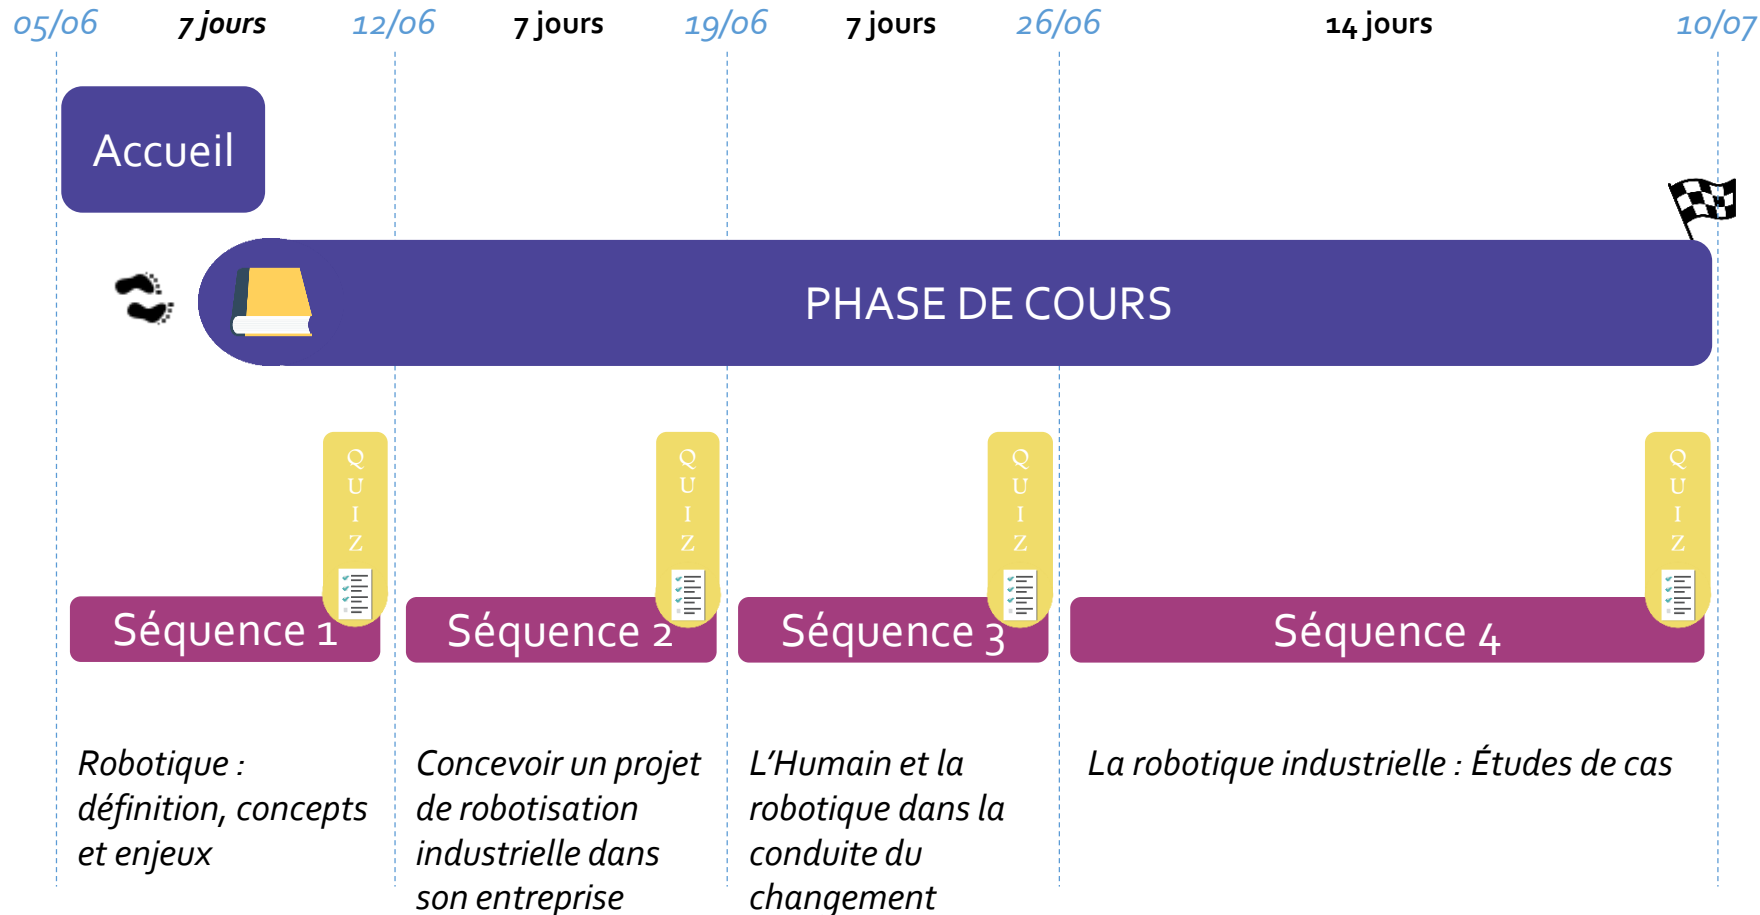 05/06 7 jours 12/06 7 jours 19/06 7 jours 26/06 14 jours 10/07
Accueil
PHASE DE COURS
QUIZ
QUIZ
QUIZ
QUIZ
Séquence 1
Séquence 2
Séquence 3
Séquence 4
Robotique :
définition, concepts
et enjeux
Concevoir un projet
de robotisation
industrielle dans
son entreprise
L'Humain et la
robotique dans la
conduite du
changement
La robotique industrielle : Études de cas